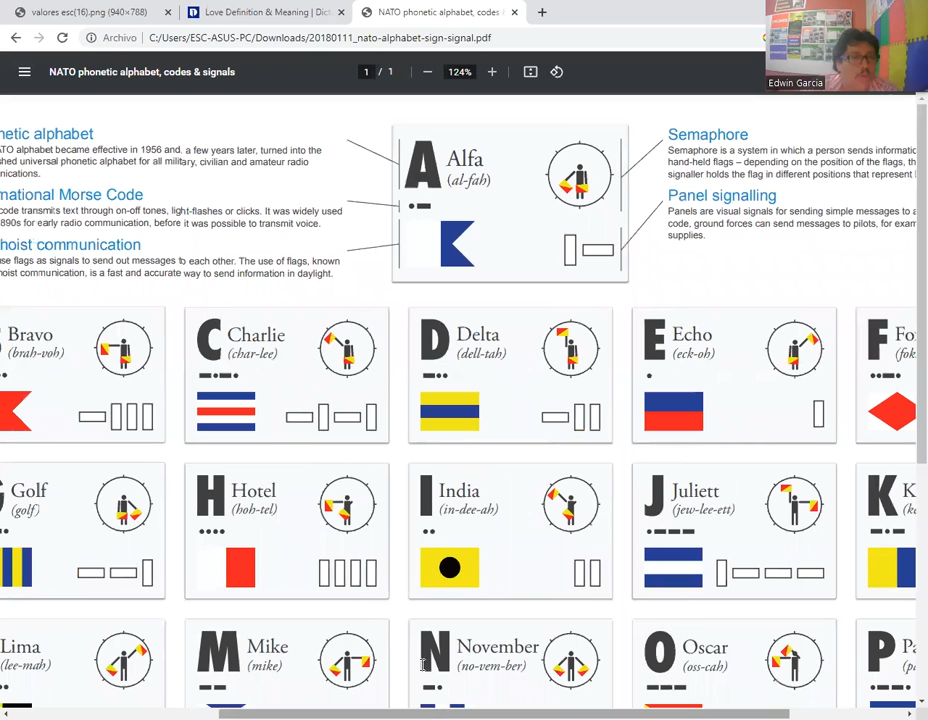 valores esc(16).png (940×788)
Love Definition & Meaning | Dict
NATO phonetic alphabet, codes
Archivo
C:/Users/ESC-ASUS-PC/Downloads/20180111_nato-alphabet-sign-signal.pdf
NATO phonetic alphabet, codes & signals
1 / 1
124%
Edwin Garcia
netic alphabet
TO alphabet became effective in 1956 and. a few years later, turned into the
shed universal phonetic alphabet for all military, civilian and amateur radio
nications.
national Morse Code
code transmits text through on-off tones, light-flashes or clicks. It was widely used
890s for early radio communication, before it was possible to transmit voice.
hoist communication
use flags as signals to send out messages to each other. The use of flags, known
hoist communication, is a fast and accurate way to send information in daylight.
A Alfa
(al-fah)
Semaphore
Semaphore is a system in which a person sends informati
hand-held flags – depending on the position of the flags, th
signaller holds the flag in different positions that represent
Panel signalling
Panels are visual signals for sending simple messages to a
code, ground forces can send messages to pilots, for exam
supplies.
Bravo
(brah-voh)
C Charlie
(char-lee)
D Delta
(dell-tah)
E Echo
(eck-oh)
F Fo
(fok
Golf
(golf)
H Hotel
(hoh-tel)
I India
(in-dee-ah)
J Juliett
(jew-lee-ett)
K K
(k
Lima
(lee-mah)
M Mike
(mike)
N November
(no-vem-ber)
O Oscar
(oss-cah)
P Pa
(pa